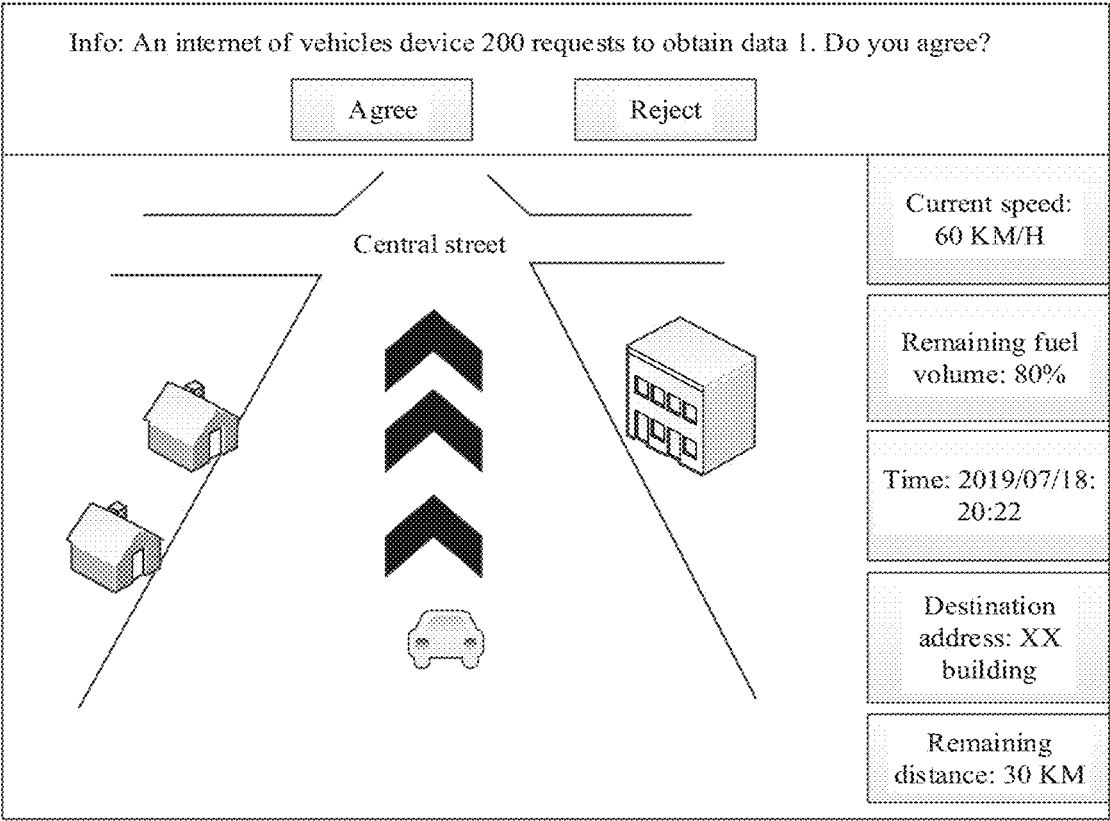 Info: An internet of vehicles device 200 requests to obtain data 1. Do you agree?
Agree
Reject
Central street
Current speed:
60 KM/H
Remaining fuel
volume: 80%
Time: 2019/07/18:
20:22
Destination
address: XX
building
Remaining
distance: 30 KM